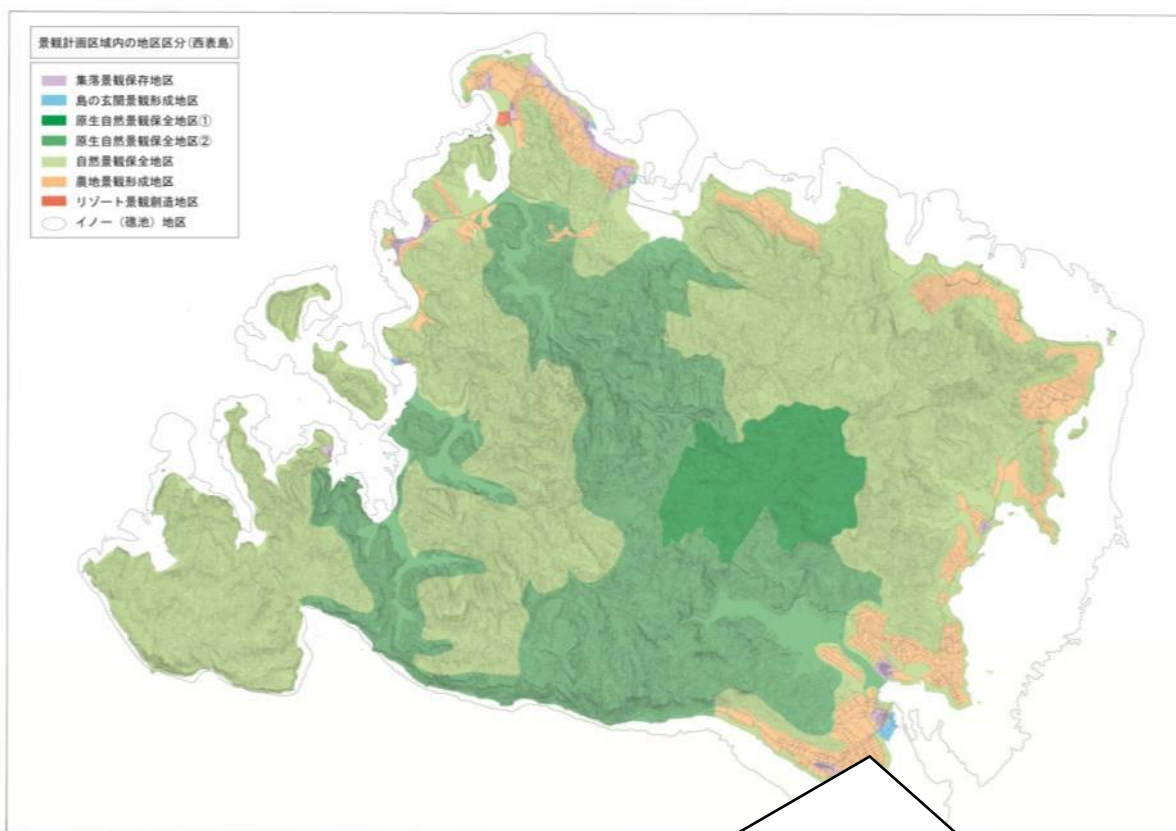 景観計画区域内の地区区分(西表島)
集落景観保存地区
島の玄関景観形成地区
原生自然景観保全地区①
原生自然景観保全地区②
自然景観保全地区
農地景観形成地区
リゾート景観創造地区
イノー（礁池）地区